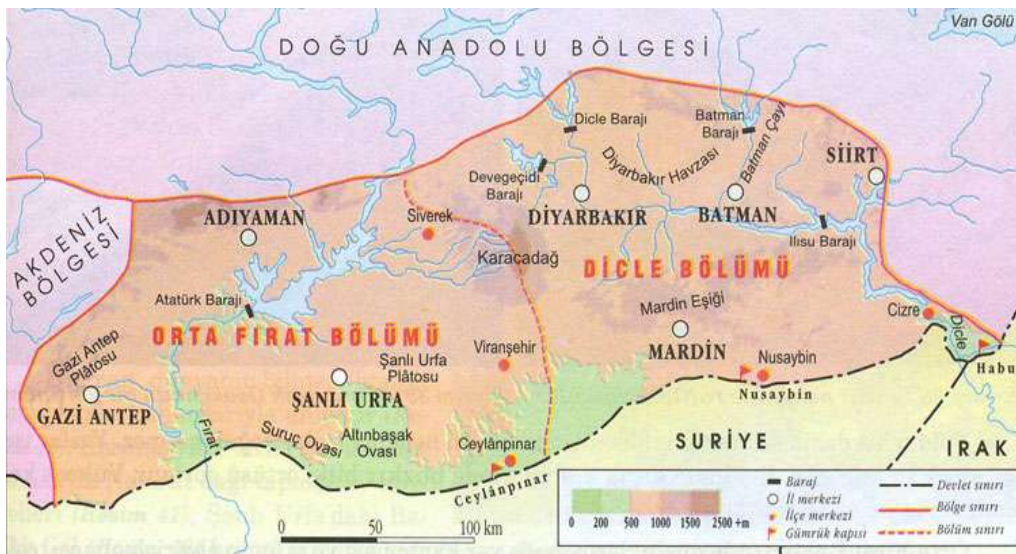 Van Gölü
DOĞU ANADOLU BÖLGESİ
Dicle Barajı
Batman
Barajı
Batman Çayı
Diyarbakır Havzası
Devegeçidi
Barajı
SİİRT
AKDENİZ
BÖLGESİ
ADIYAMAN
Siverek
DİYARBAKIR
BATMAN
Ilısu Barajı
Karacadağ
DİCLE BÖLÜMÜ
Atatürk Barajı
ORTA FIRAT BÖLÜMÜ
Mardin Eşiği
MARDİN
Cizre
Dicle
Habu
Gazi Antep
Plâtosu
GAZİ ANTEP
Şanlı Urfa
Plâtosu
ŞANLI URFA
Viranşehir
Nusaybin
Nusaybin
Fırat
Suruç Ovası
Altınbaşak
Ovası
Ceylânpınar
Ceylânpınar
SURİYE
IRAK
0 50 100 km
0 200 500 1000 1500 2500 +m
Baraj
İl merkezi
İlçe merkezi
Gümrük kapısı
Devlet sınırı
Bölge sınırı
Bölüm sınırı